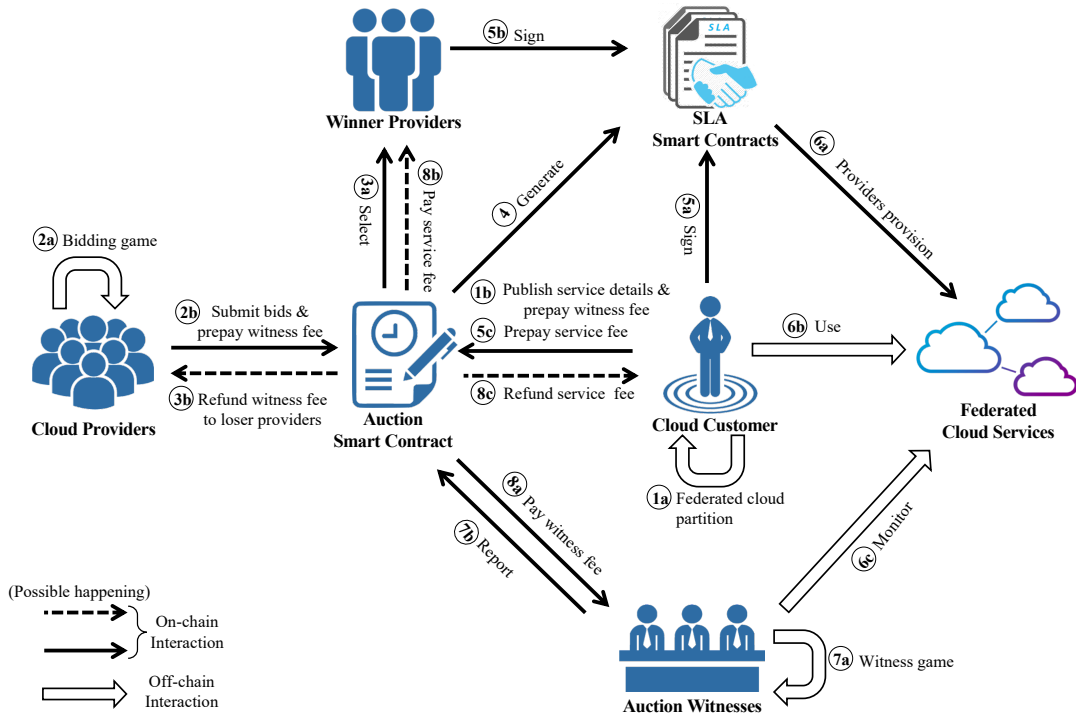 5b Sign
SLA
Winner Providers
SLA
Smart Contracts
3a Select
8b Pay service fee
4 Generate
5a Sign
6a Providers provision
2a Bidding game
2b Submit bids &
prepay witness fee
1b Publish service details &
prepay witness fee
5c Prepay service fee
6b Use
3b Refund witness fee
to loser providers
8c Refund service fee
Cloud Providers
Auction
Smart Contract
Cloud Customer
Federated
Cloud Services
1a Federated cloud
partition
8a Pay witness fee
7b Report
6c Monitor
(Possible happening)
On-chain
Interaction
Off-chain
Interaction
7a Witness game
Auction Witnesses